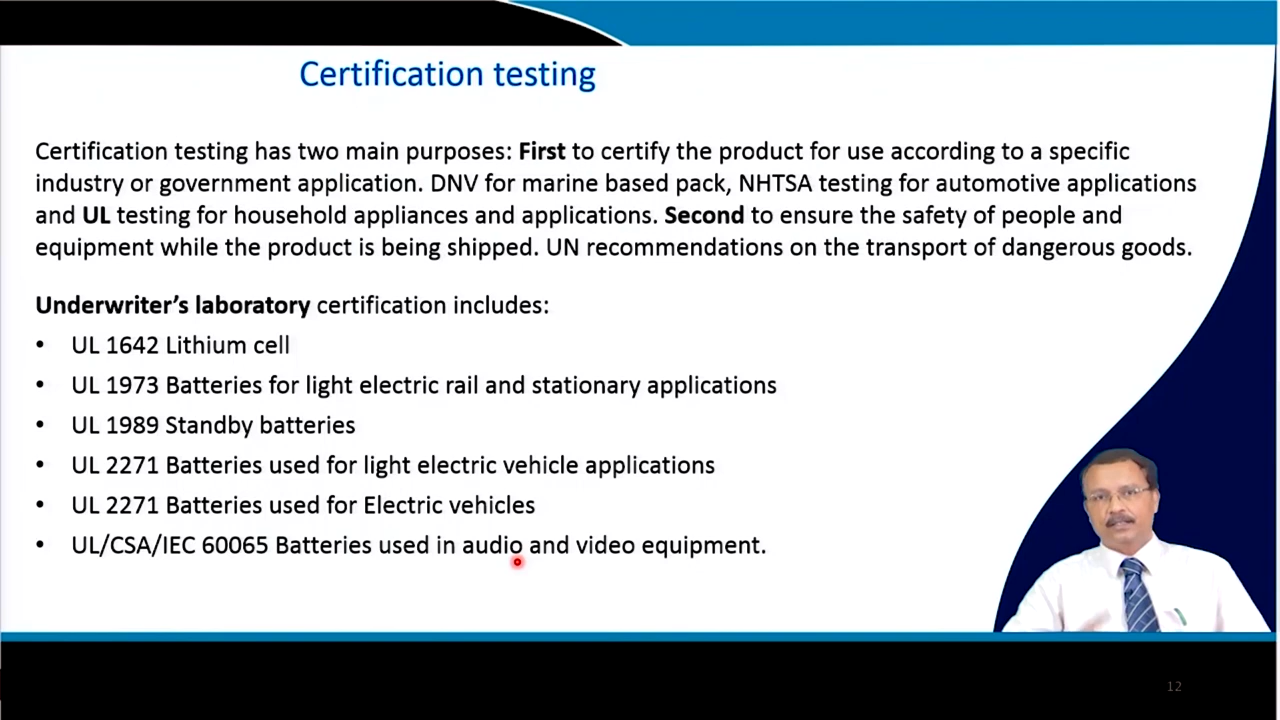 Certification testing
Certification testing has two main purposes: First to certify the product for use according to a specific
industry or government application. DNV for marine based pack, NHTSA testing for automotive applications
and UL testing for household appliances and applications. Second to ensure the safety of people and
equipment while the product is being shipped. UN recommendations on the transport of dangerous goods.
Underwriter’s laboratory certification includes:
• UL 1642 Lithium cell
• UL 1973 Batteries for light electric rail and stationary applications
• UL 1989 Standby batteries
• UL 2271 Batteries used for light electric vehicle applications
• UL 2271 Batteries used for Electric vehicles
• UL/CSA/IEC 60065 Batteries used in audio and video equipment.
12